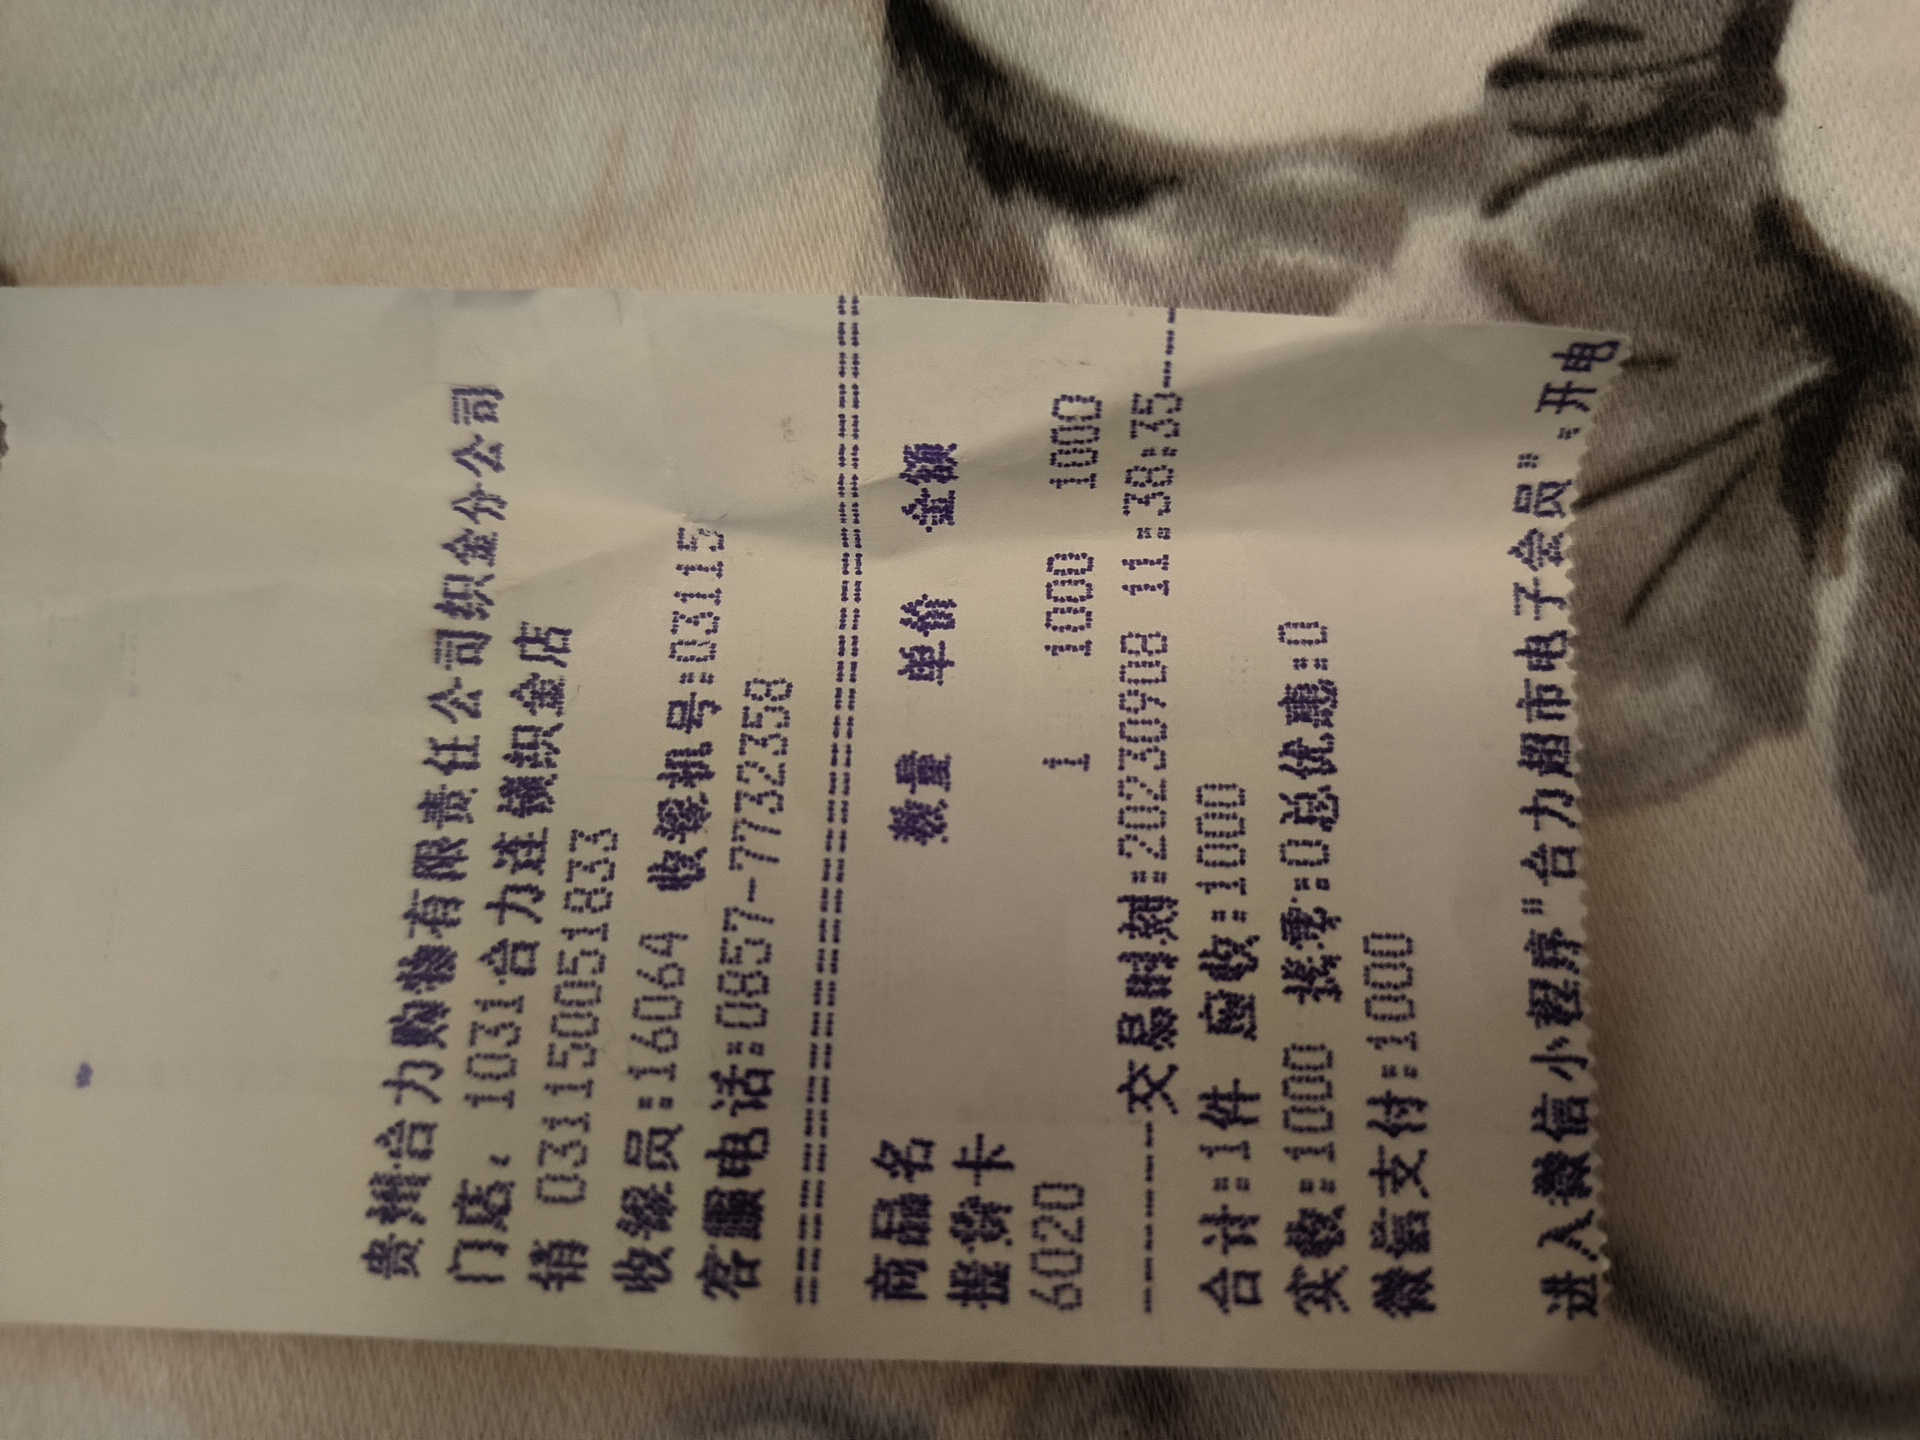 贵州合力购物有限责任公司织金分公司
门店: 1031合力连锁织金店
销 031150051833
收银员:16064 收银机号:03115
客服电话:0857-7732358
================================
商品名 数量 单价 金额
提货卡
6020 1 1000 1000
--------交易时刻:20230908 11:38:35---
合计:1件 应收:1000
实收:1000 找零:0总优惠:0
微信支付:1000
进入微信小程序"合力超市电子会员",开电